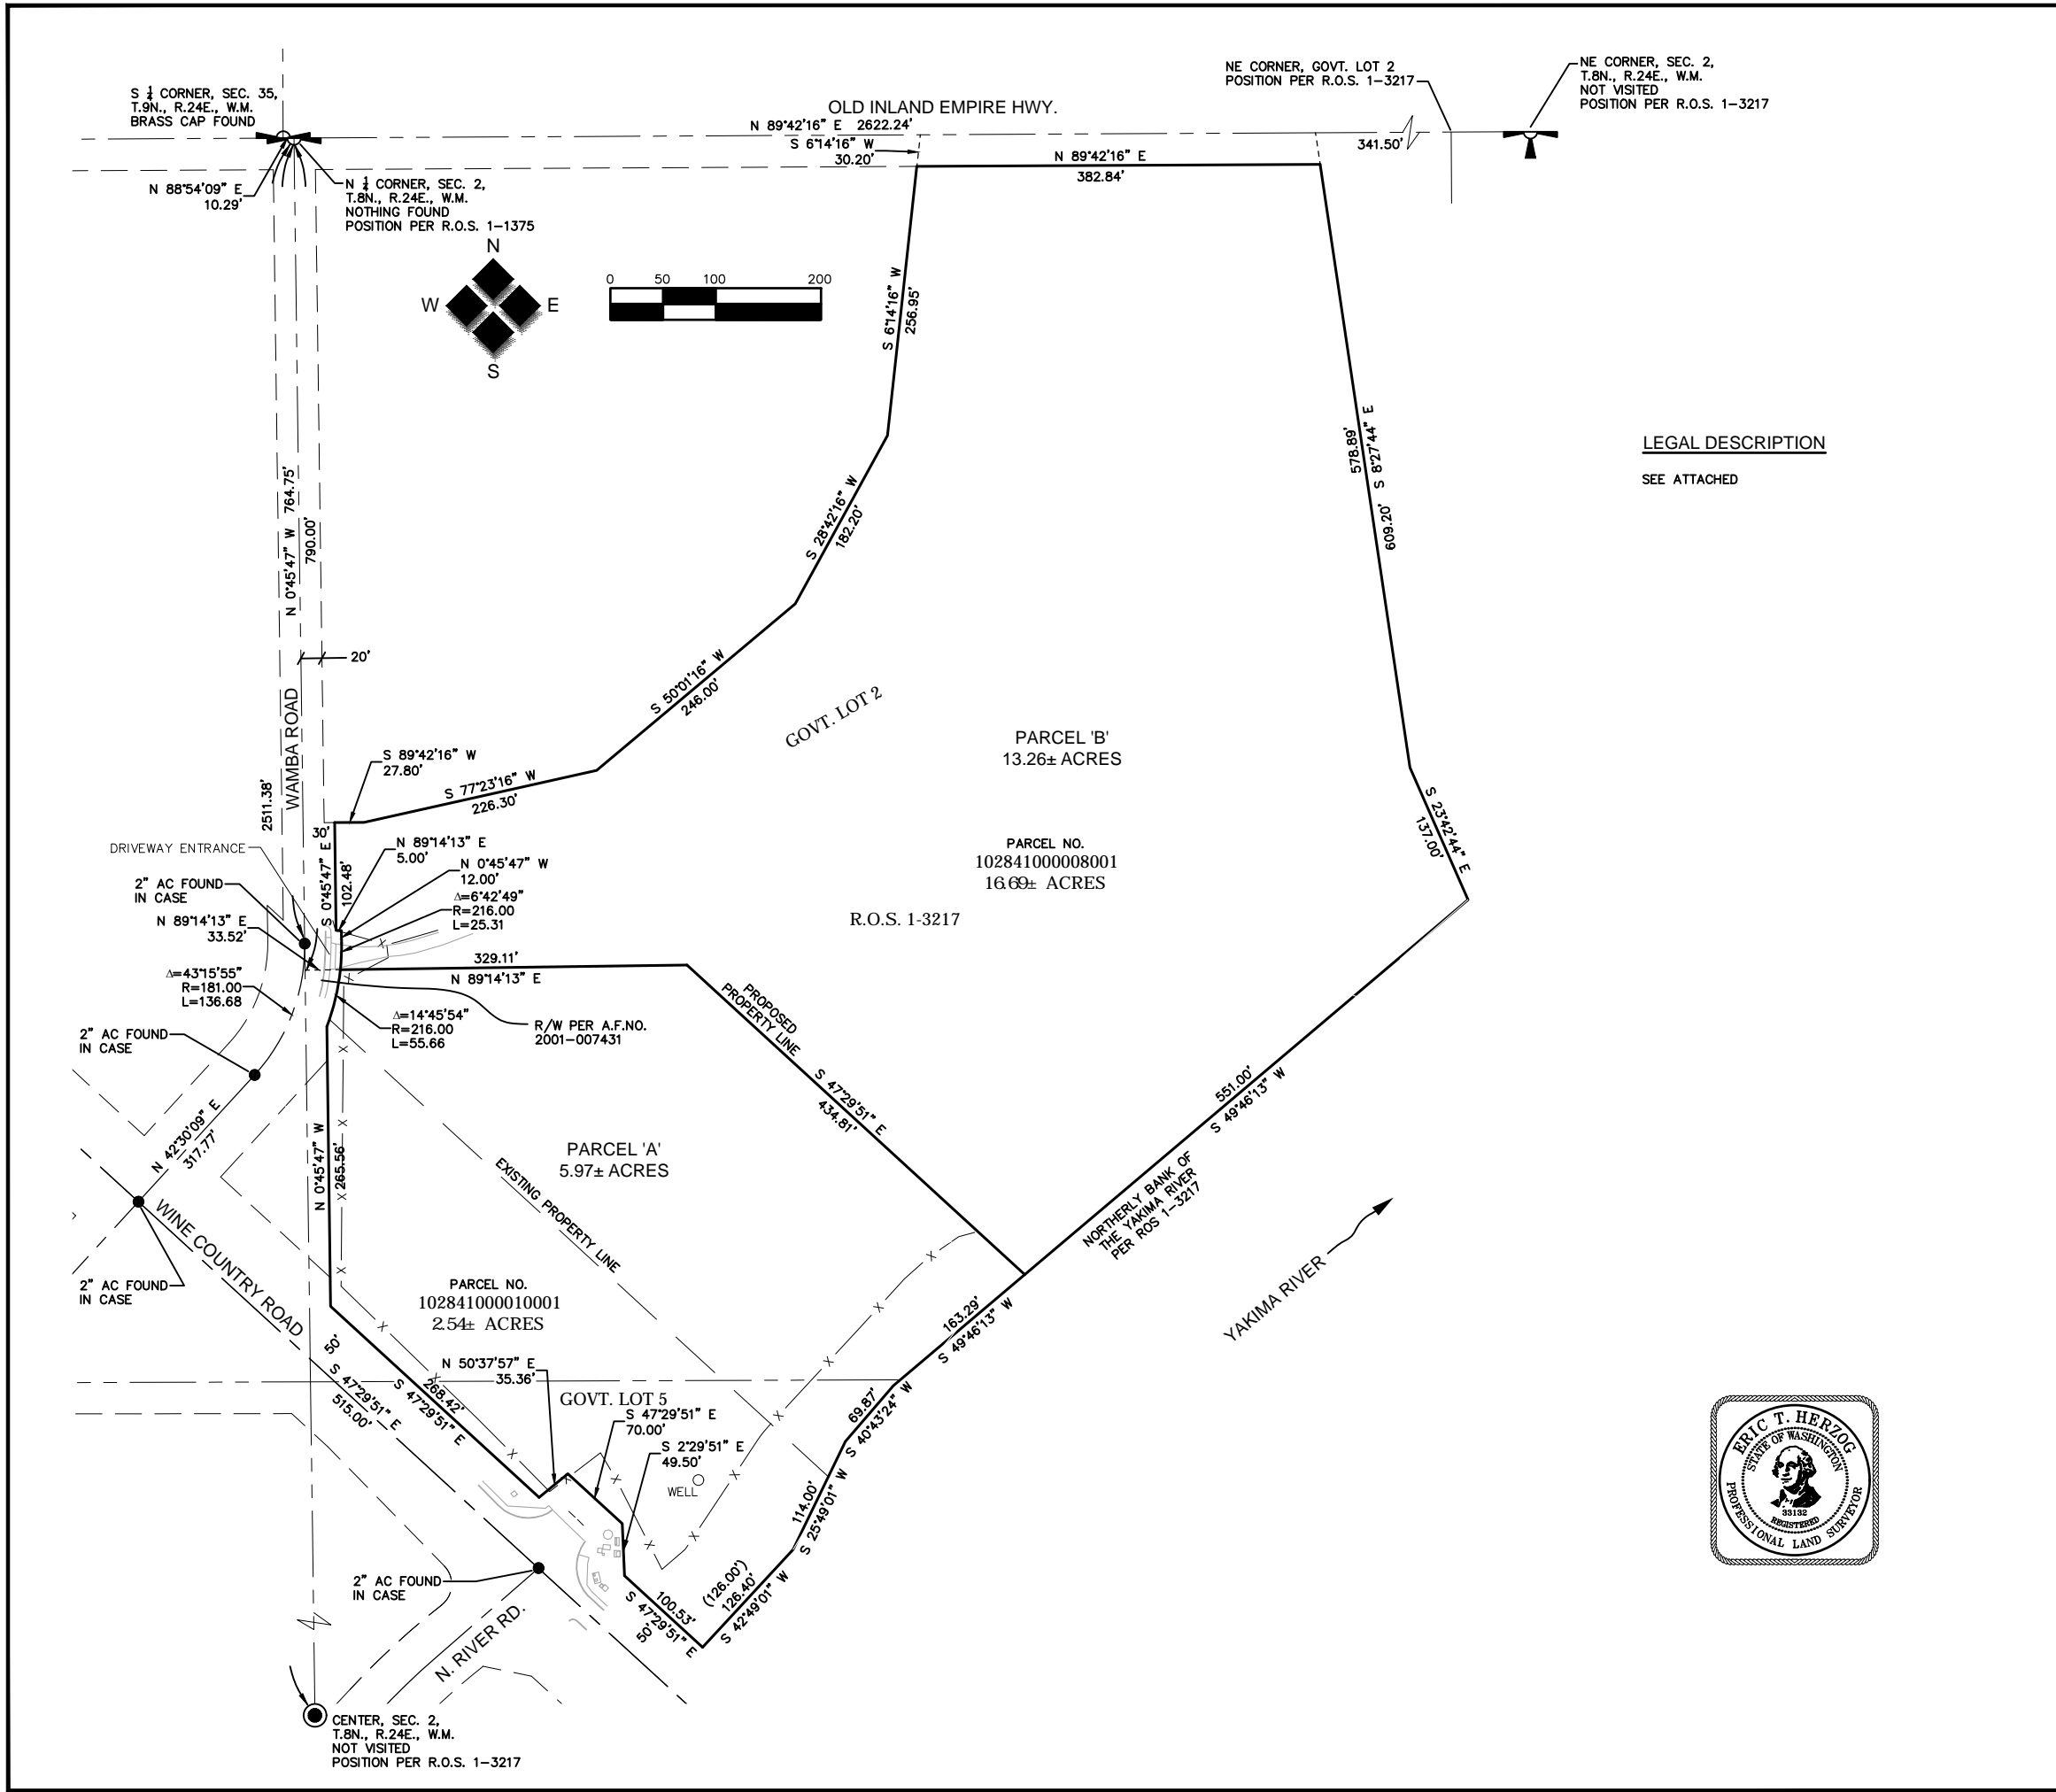 S 1/4 CORNER, SEC. 35,
T.9N., R.24E., W.M.
BRASS CAP FOUND
OLD INLAND EMPIRE HWY.
N 89°42'16" E 2622.24'
S 6°14'16" W
30.20'
NE CORNER, GOVT. LOT 2
POSITION PER R.O.S. 1-3217
NE CORNER, SEC. 2,
T.8N., R.24E., W.M.
NOT VISITED
POSITION PER R.O.S. 1-3217
341.50'
N 89°42'16" E
382.84'
N 88°54'09" E
10.29'
N 1/4 CORNER, SEC. 2,
T.8N., R.24E., W.M.
NOTHING FOUND
POSITION PER R.O.S. 1-1375
N
W
E
S
0 50 100 200
S 6°14'16" W
256.95'
578.89'
S 8°27'44" E
609.20'
LEGAL DESCRIPTION
SEE ATTACHED
N 0°45'47" W 764.75'
790.00'
S 28°42'16" W
182.20'
20'
S 50°01'16" W
246.00'
GOVT. LOT 2
WAMBA ROAD
2511.38'
PARCEL 'B'
13.26± ACRES
S 89°42'16" W
27.80'
S 77°23'16" W
226.30'
S 23°42'44" E
137.00'
30'
S 0°45'47" E
102.48'
DRIVEWAY ENTRANCE
N 89°14'13" E
5.00'
N 0°45'47" W
12.00'
Δ=6°42'49"
R=216.00
L=25.31
PARCEL NO.
102841000008001
16.69± ACRES
R.O.S. 1-3217
2" AC FOUND
IN CASE
N 89°14'13" E
33.52'
329.11'
N 89°14'13" E
Δ=43°15'55"
R=181.00
L=136.68
Δ=14°45'54"
R=216.00
L=55.66
R/W PER A.F.NO.
2001-007431
PROPOSED
PROPERTY LINE
2" AC FOUND
IN CASE
S 47°29'51" E
434.81'
551.00'
S 49°46'13" W
N 42°30'09" E
317.77'
N 0°45'47" W
265.56'
PARCEL 'A'
5.97± ACRES
EXISTING PROPERTY LINE
NORTHERLY BANK OF
THE YAKIMA RIVER
PER ROS 1-3217
YAKIMA RIVER
WINE COUNTRY ROAD
2" AC FOUND
IN CASE
PARCEL NO.
102841000010001
2.54± ACRES
50'
163.29'
S 49°46'13" W
S 47°29'51" E
515.00'
268.42'
S 47°29'51" E
N 50°37'57" E
35.36'
GOVT. LOT 5
S 47°29'51" E
70.00'
S 2°29'51" E
49.50'
WELL
69.87'
S 40°43'24" W
114.00'
S 25°49'01" W
(126.00')
126.40'
S 42°49'01" W
100.53'
S 47°29'51" E
50'
2" AC FOUND
IN CASE
N. RIVER RD.
CENTER, SEC. 2,
T.8N., R.24E., W.M.
NOT VISITED
POSITION PER R.O.S. 1-3217
ERIC T. HERZOG
STATE OF WASHINGTON
33132
REGISTERED
PROFESSIONAL LAND SURVEYOR